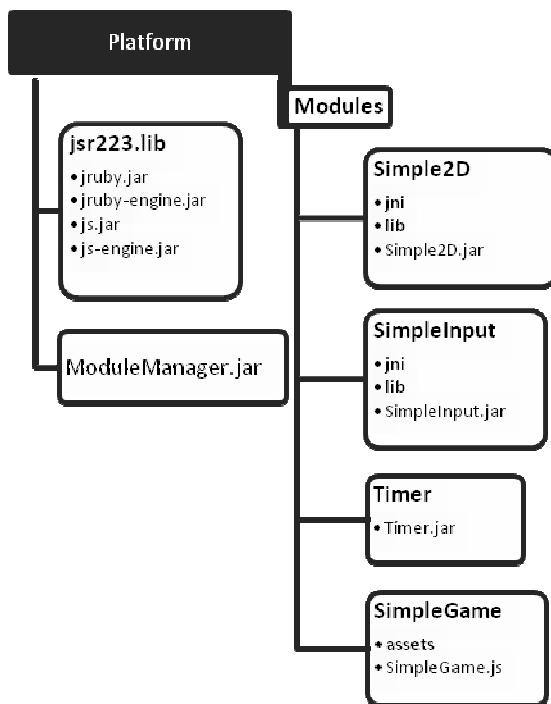 Platform
jsr223.lib
• jruby.jar
• jruby-engine.jar
• js.jar
• js-engine.jar
ModuleManager.jar
Modules
Simple2D
• jni
• lib
• Simple2D.jar
SimpleInput
• jni
• lib
• SimpleInput.jar
Timer
• Timer.jar
SimpleGame
• assets
• SimpleGame.js